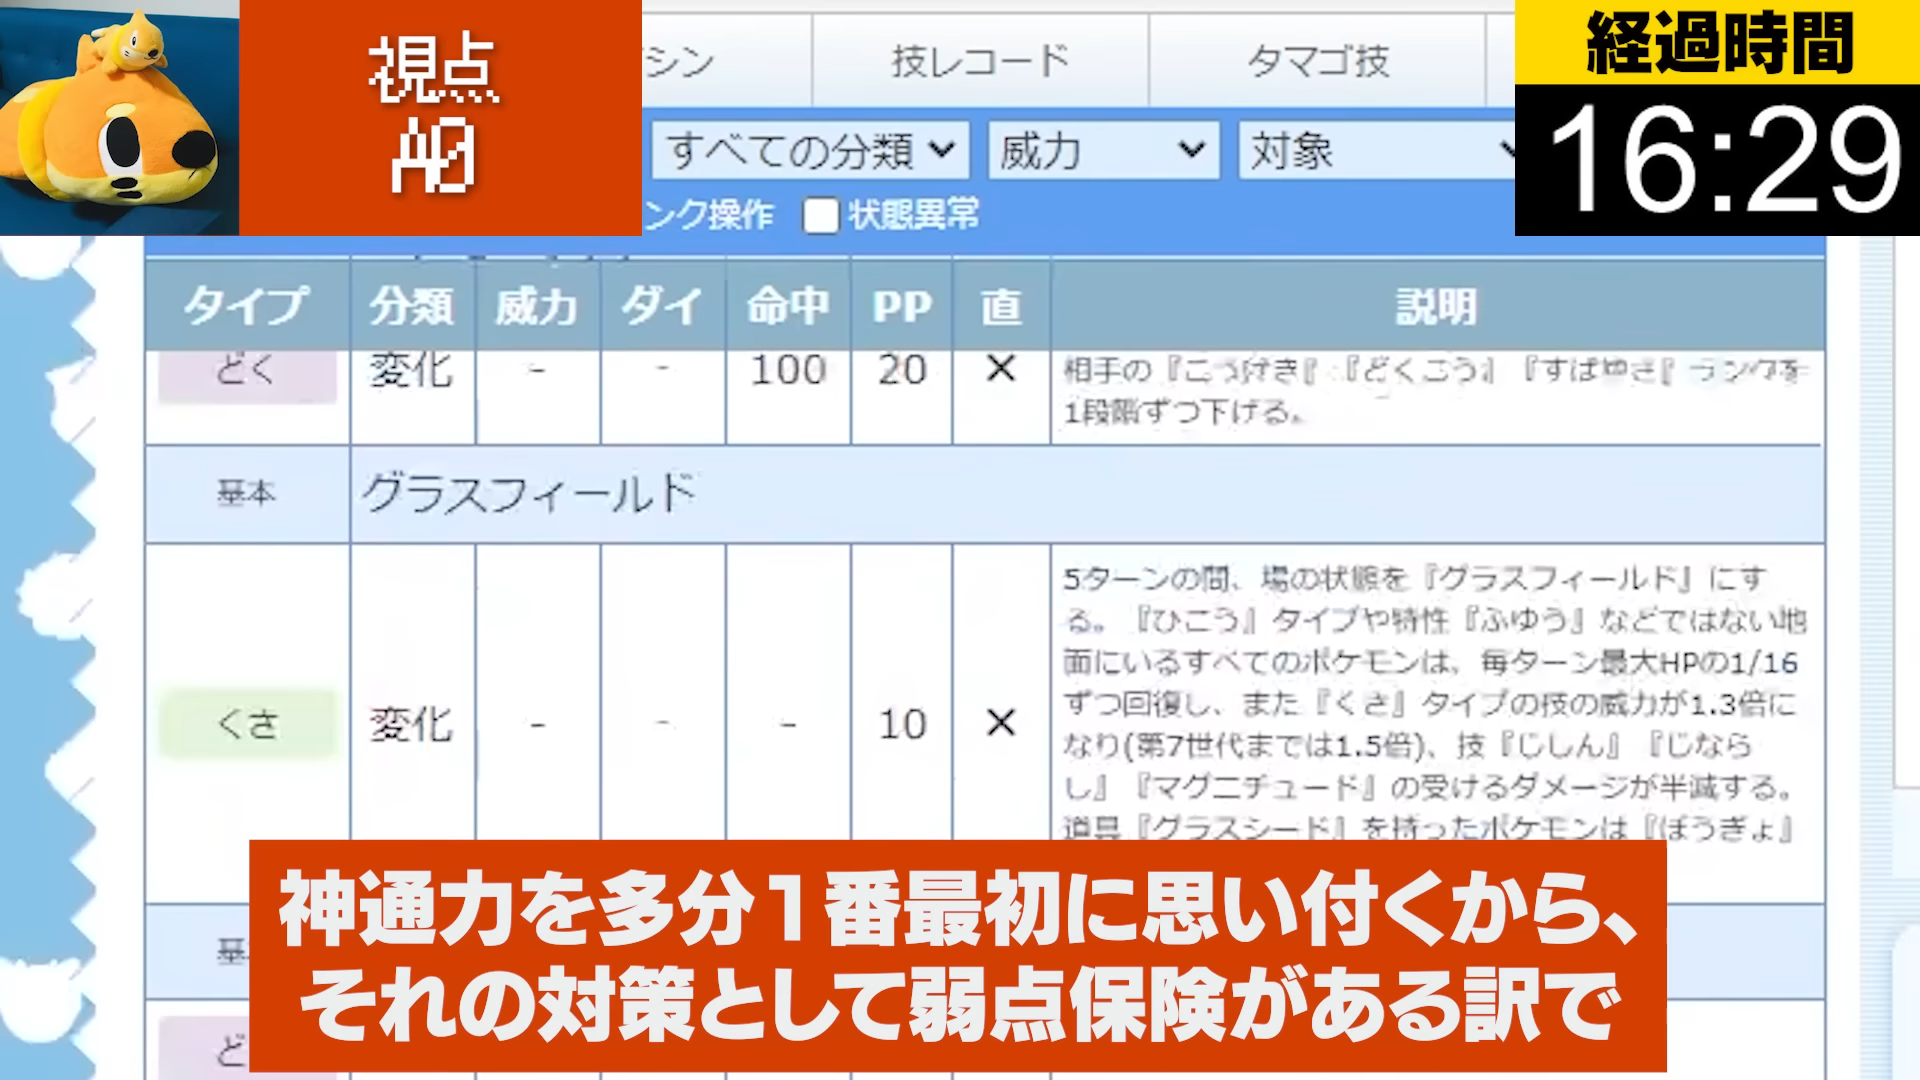 視点
A0
シン
技レコード
タマゴ技
経過時間
16:29
すべての分類
威力
対象
ンク操作
状態異常
タイプ 分類 威力 ダイ 命中 PP 直 説明
どく 変化 - - 100 20 × 相手の『こうげき』『どくこう』『すばやさ』ランクを
1段階ずつ下げる。
基本 グラスフィールド
くさ 変化 - - - 10 × 5ターンの間、場の状態を『グラスフィールド』にす
る。『ひこう』タイプや特性『ふゆう』などではない地
面にいるすべてのポケモンは、毎ターン最大HPの1/16
ずつ回復し、また『くさ』タイプの技の威力が1.3倍に
なり(第7世代までは1.5倍)、技『じしん』『じなら
し』『マグニチュード』の受けるダメージが半減する。
道具『グラスシード』を持ったポケモンは『ぼうぎょ』
神通力を多分1番最初に思い付くから、
それの対策として弱点保険がある訳で